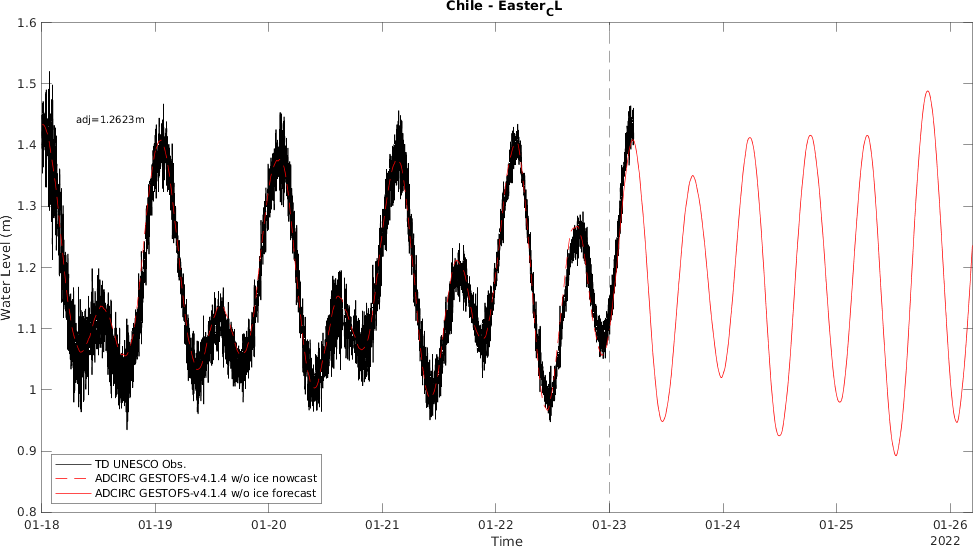 Chile - EasterCL
1.6
1.5
1.4
1.3
1.2
1.1
1
0.9
0.8
Water Level (m)
adj=1.2623m
TD UNESCO Obs.
ADCIRC GESTOFS-v4.1.4 w/o ice nowcast
ADCIRC GESTOFS-v4.1.4 w/o ice forecast
01-18 01-19 01-20 01-21 01-22 01-23 01-24 01-25 01-26
Time 2022